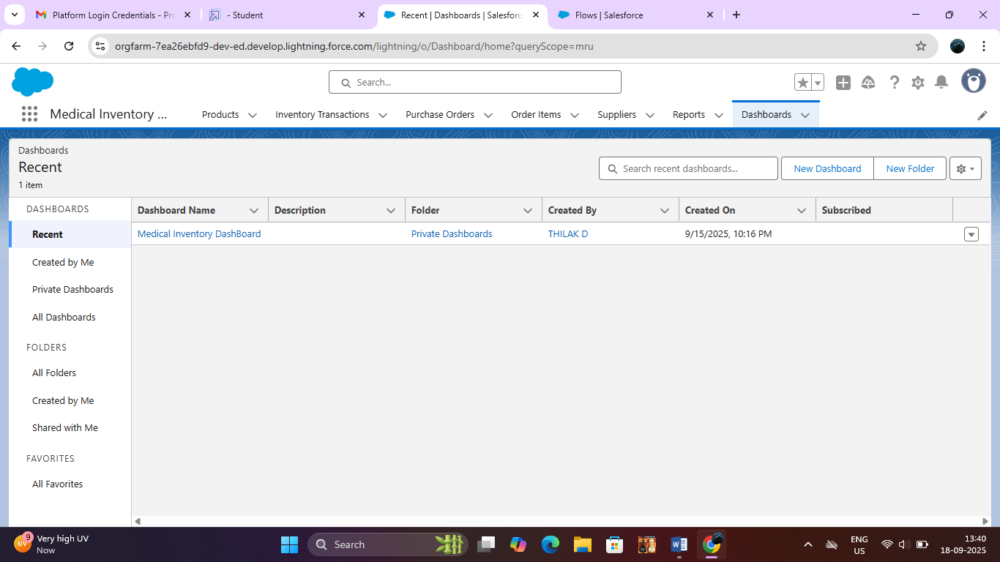 Platform Login Credentials - Pro
- Student
Recent | Dashboards | Salesforce
Flows | Salesforce
orgfarm-7ea26ebfd9-dev-ed.develop.lightning.force.com/lightning/o/Dashboard/home?queryScope=mru
Search...
Medical Inventory ...
Products
Inventory Transactions
Purchase Orders
Order Items
Suppliers
Reports
Dashboards
Dashboards
Recent
1 item
Search recent dashboards...
New Dashboard
New Folder
DASHBOARDS
Recent
Created by Me
Private Dashboards
All Dashboards
FOLDERS
All Folders
Created by Me
Shared with Me
FAVORITES
All Favorites
Dashboard Name Description Folder Created By Created On Subscribed
Medical Inventory DashBoard Private Dashboards THILAK D 9/15/2025, 10:16 PM
UV
9
Very high UV
Now
Search
ENG
US
13:40
18-09-2025